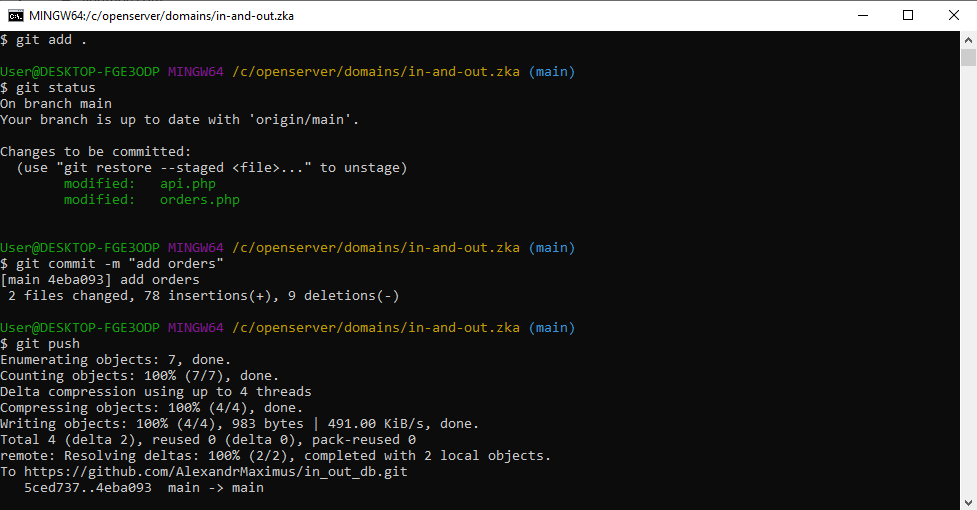 MINGW64:/c/openserver/domains/in-and-out.zka
$ git add .
User@DESKTOP-FGE3ODP MINGW64 /c/openserver/domains/in-and-out.zka (main)
$ git status
On branch main
Your branch is up to date with 'origin/main'.
Changes to be committed:
  (use "git restore --staged <file>..." to unstage)
        modified:   api.php
        modified:   orders.php
User@DESKTOP-FGE3ODP MINGW64 /c/openserver/domains/in-and-out.zka (main)
$ git commit -m "add orders"
[main 4eba093] add orders
 2 files changed, 78 insertions(+), 9 deletions(-)
User@DESKTOP-FGE3ODP MINGW64 /c/openserver/domains/in-and-out.zka (main)
$ git push
Enumerating objects: 7, done.
Counting objects: 100% (7/7), done.
Delta compression using up to 4 threads
Compressing objects: 100% (4/4), done.
Writing objects: 100% (4/4), 983 bytes | 491.00 KiB/s, done.
Total 4 (delta 2), reused 0 (delta 0), pack-reused 0
remote: Resolving deltas: 100% (2/2), completed with 2 local objects.
To https://github.com/AlexandrMaximus/in_out_db.git
   5ced737..4eba093  main -> main